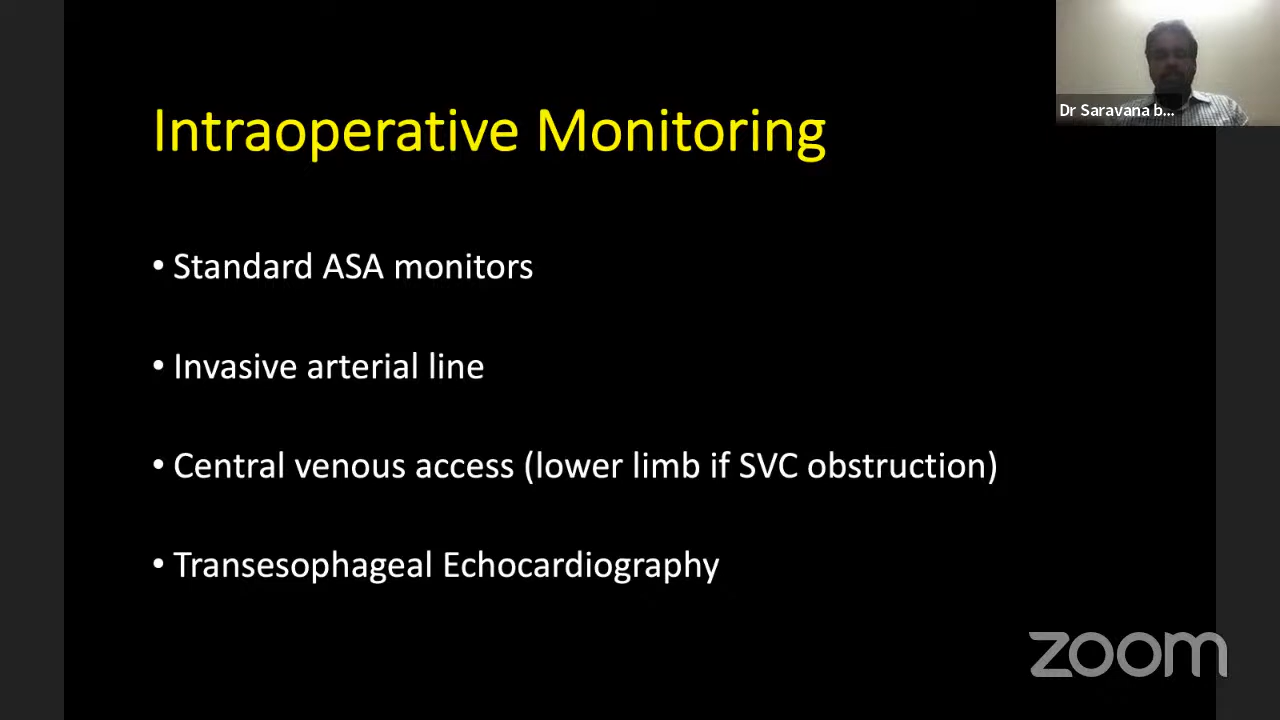 Dr Saravana b...
Intraoperative Monitoring
• Standard ASA monitors
• Invasive arterial line
• Central venous access (lower limb if SVC obstruction)
• Transesophageal Echocardiography
zoom